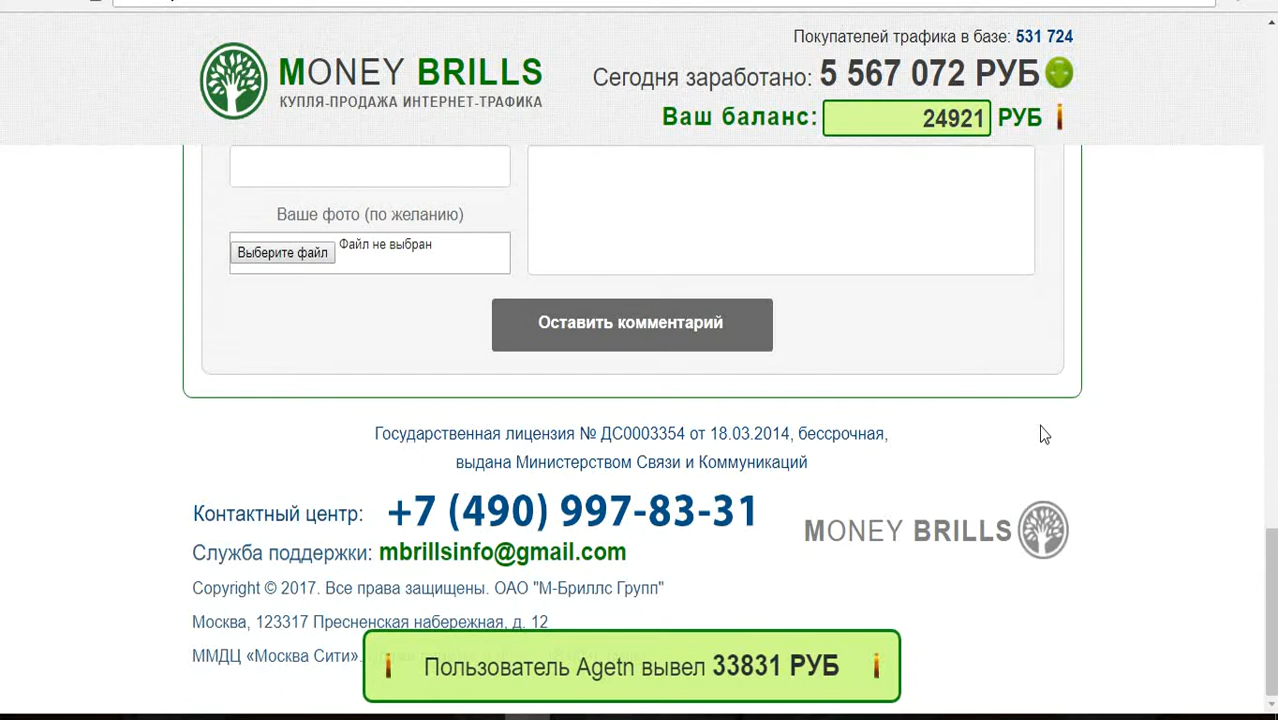 Покупателей трафика в базе: 531 724
MONEY BRILLS
КУПЛЯ-ПРОДАЖА ИНТЕРНЕТ-ТРАФИКА
Сегодня заработано: 5 567 072 РУБ
Ваш баланс: 24921 РУБ
Ваше фото (по желанию)
Выберите файл Файл не выбран
Оставить комментарий
Государственная лицензия № ДС0003354 от 18.03.2014, бессрочная,
выдана Министерством Связи и Коммуникаций
Контактный центр: +7 (490) 997-83-31
MONEY BRILLS
Служба поддержки: mbrillsinfo@gmail.com
Copyright © 2017. Все права защищены. ОАО "М-Бриллс Групп"
Москва, 123317 Пресненская набережная, д. 12
ММДЦ «Москва Сити».
Пользователь Agetn вывел 33831 РУБ